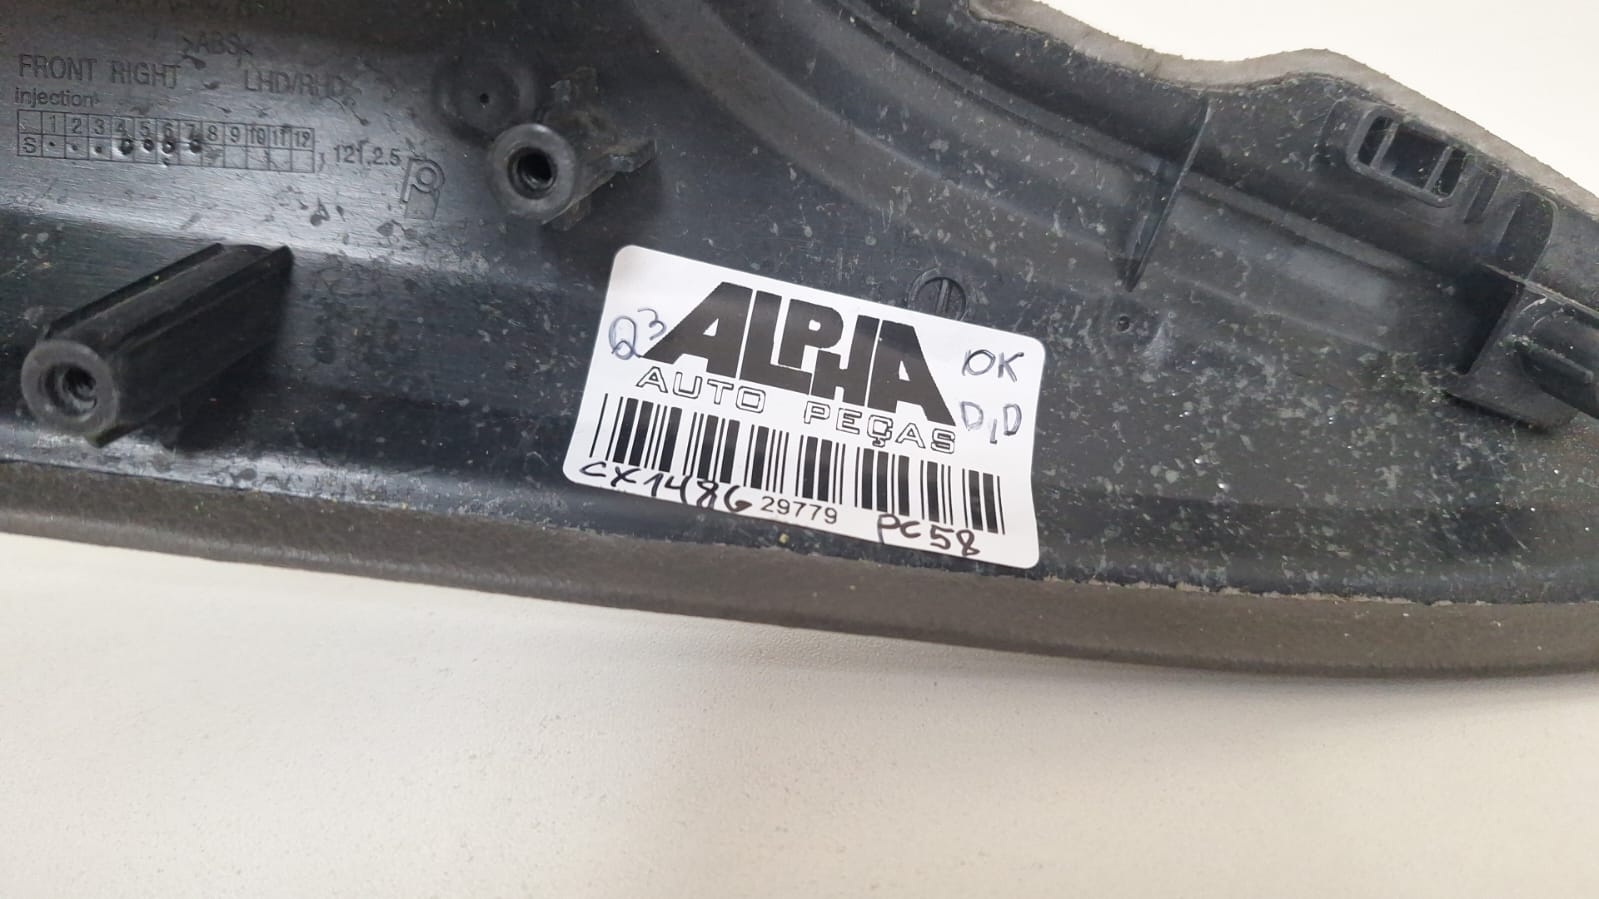 >ABS<
FRONT RIGHT LHD/RHD
injection
1 2 3 4 5 6 7 8 9 10 11 12
S
, 121,2.5
Q3
ALPHA
OK
AUTO PEÇAS
D,D
CX1486
29779
PC58